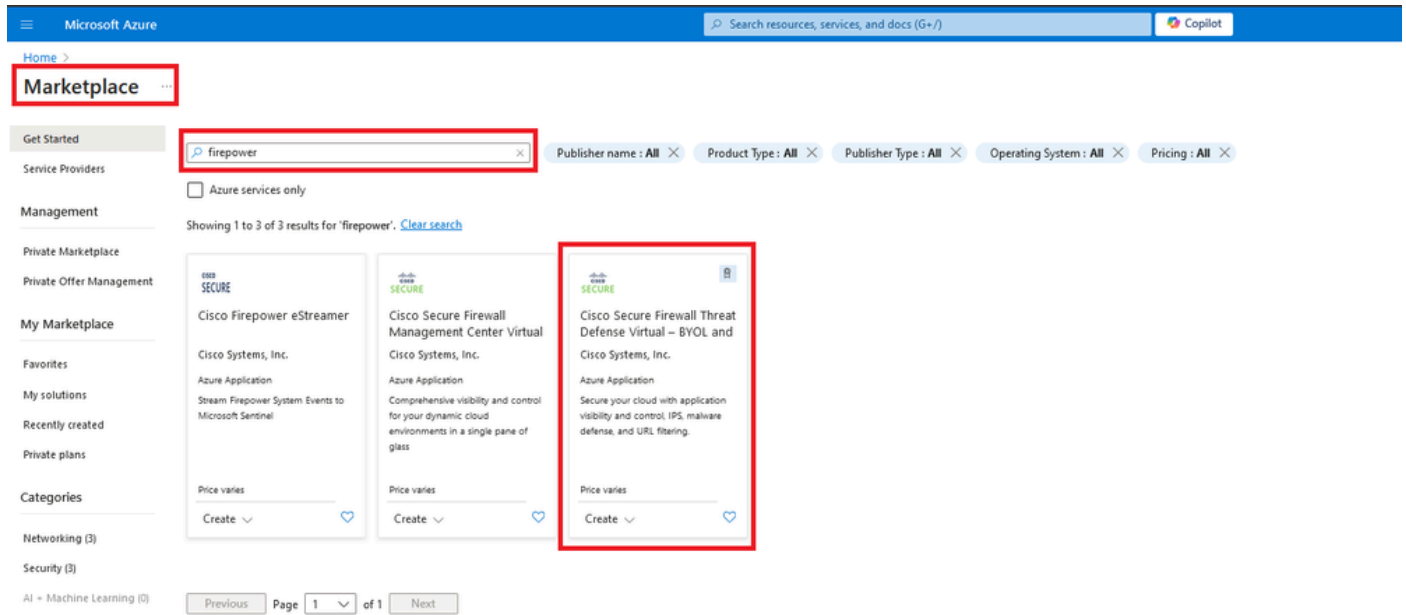 Microsoft Azure
Search resources, services, and docs (G+/)
Copilot
Home >
Marketplace ...
Get Started
Service Providers
Management
Private Marketplace
Private Offer Management
My Marketplace
Favorites
My solutions
Recently created
Private plans
Categories
Networking (3)
Security (3)
AI + Machine Learning (0)
firepower
Publisher name : All
Product Type : All
Publisher Type : All
Operating System : All
Pricing : All
Azure services only
Showing 1 to 3 of 3 results for 'firepower'. Clear search
CISCO
SECURE
Cisco Firepower eStreamer
Cisco Systems, Inc.
Azure Application
Stream Firepower System Events to
Microsoft Sentinel
Price varies
Create
CISCO
SECURE
Cisco Secure Firewall
Management Center Virtual
Cisco Systems, Inc.
Azure Application
Comprehensive visibility and control
for your dynamic cloud
environments in a single pane of
glass
Price varies
Create
CISCO
SECURE
Cisco Secure Firewall Threat
Defense Virtual – BYOL and
Cisco Systems, Inc.
Azure Application
Secure your cloud with application
visibility and control, IPS, malware
defense, and URL filtering.
Price varies
Create
Previous
Page 1 of 1
Next